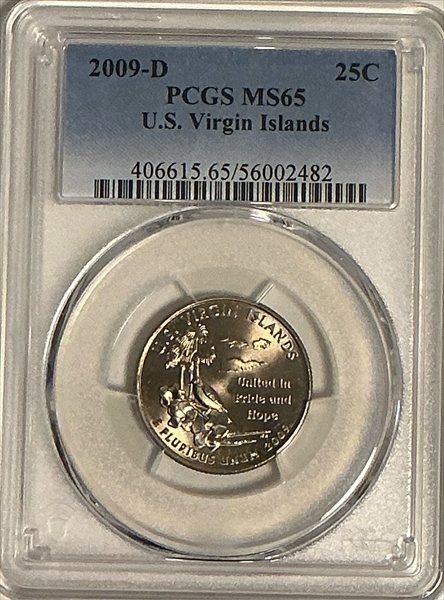 2009-D 25C
PCGS MS65
U.S. Virgin Islands
406615.65/56002482
U.S. VIRGIN ISLANDS
United in
Pride and
Hope
E PLURIBUS UNUM 2009